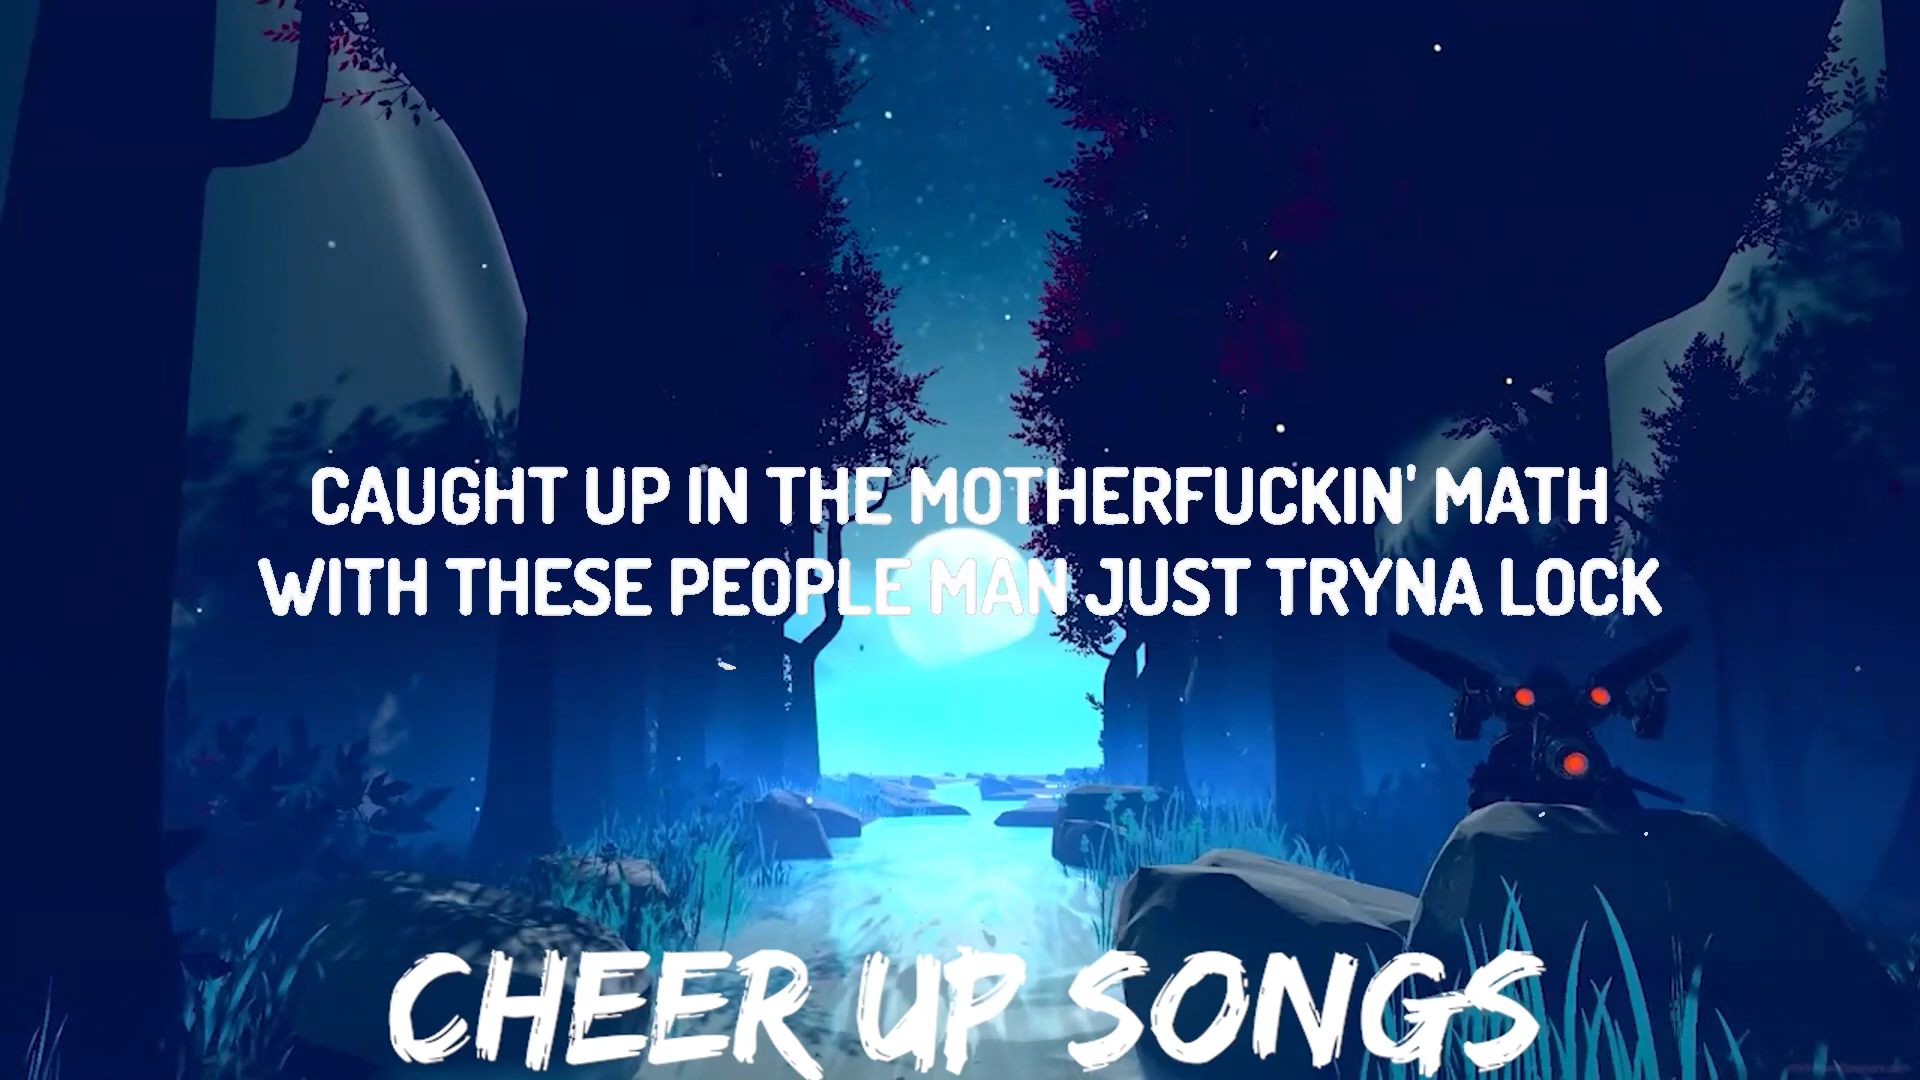 CAUGHT UP IN THE MOTHERFUCKIN' MATH
WITH THESE PEOPLE MAN JUST TRYNA LOCK
CHEER UP SONGS